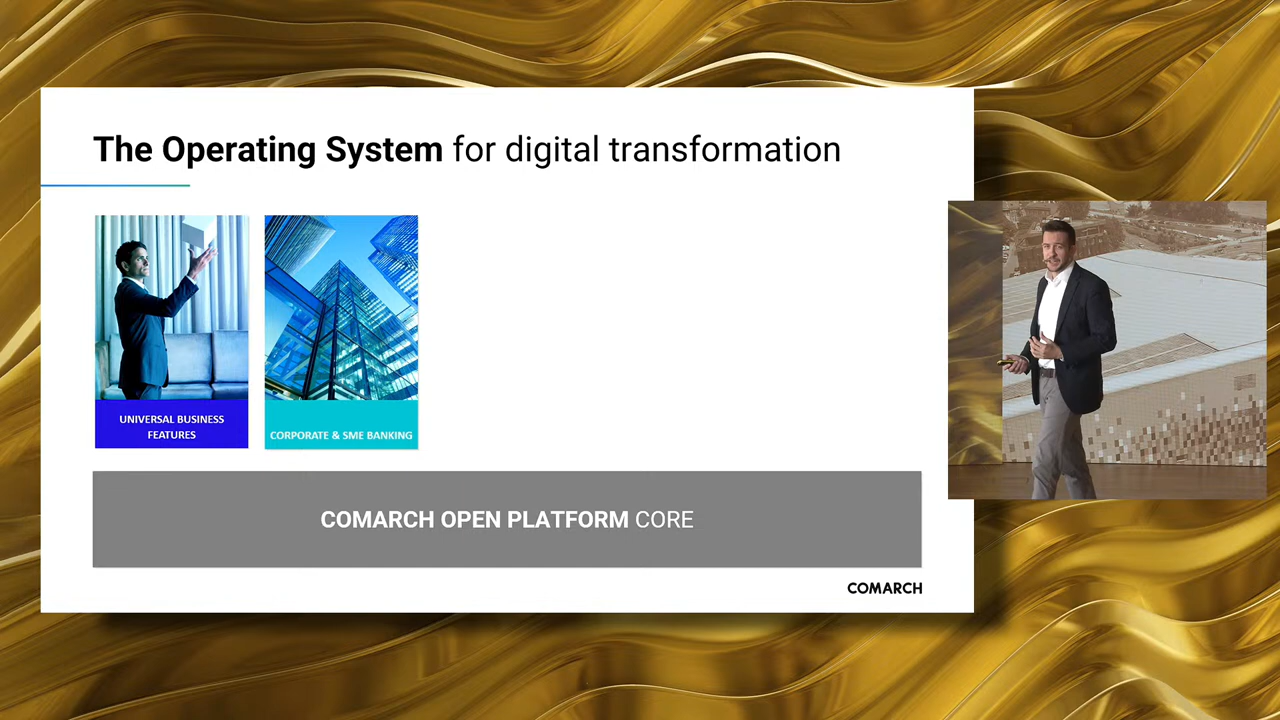 The Operating System for digital transformation
UNIVERSAL BUSINESS
FEATURES
CORPORATE & SME BANKING
COMARCH OPEN PLATFORM CORE
COMARCH